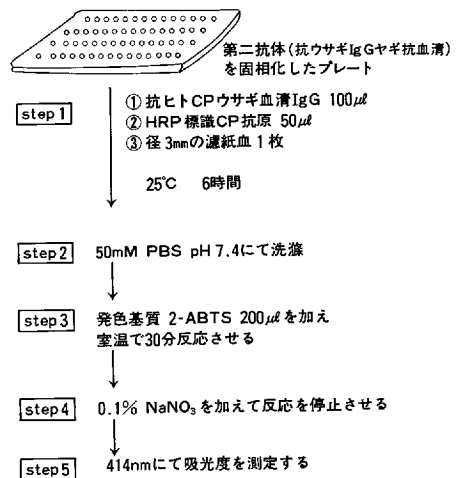 第二抗体(抗ウサギIgGヤギ抗血清)
を固相化したプレート
step 1
① 抗ヒトCPウサギ血清IgG 100μl
② HRP標識CP抗原 50μl
③ 径3mmの濾紙血1枚
25℃ 6時間
step 2
50mM PBS pH 7.4にて洗滌
step 3
発色基質 2-ABTS 200μlを加え
室温で30分反応させる
step 4
0.1% NaNO₃を加えて反応を停止させる
step 5
414nmにて吸光度を測定する